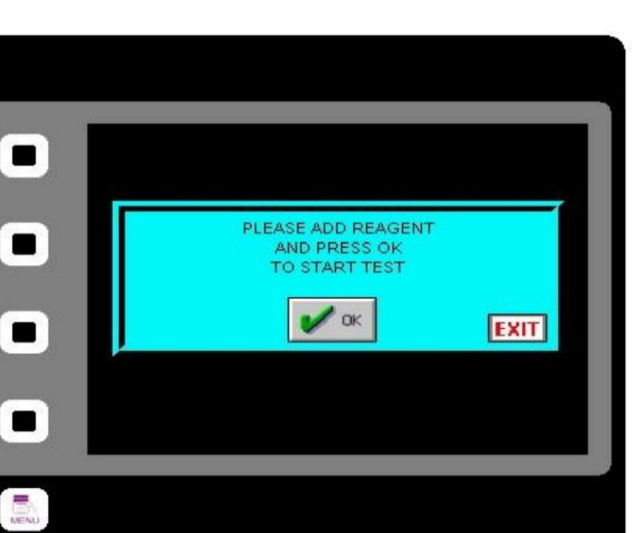 PLEASE ADD REAGENT
AND PRESS OK
TO START TEST
OK
EXIT
MENU